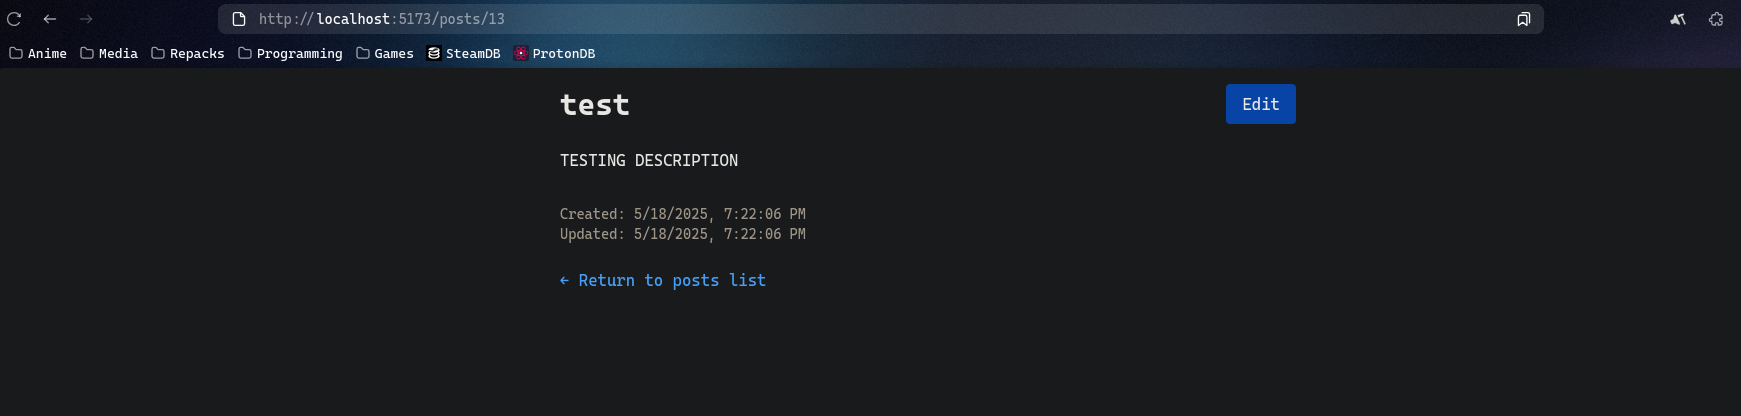 http://localhost:5173/posts/13
Anime Media Repacks Programming Games SteamDB ProtonDB
test
Edit
TESTING DESCRIPTION
Created: 5/18/2025, 7:22:06 PM
Updated: 5/18/2025, 7:22:06 PM
← Return to posts list